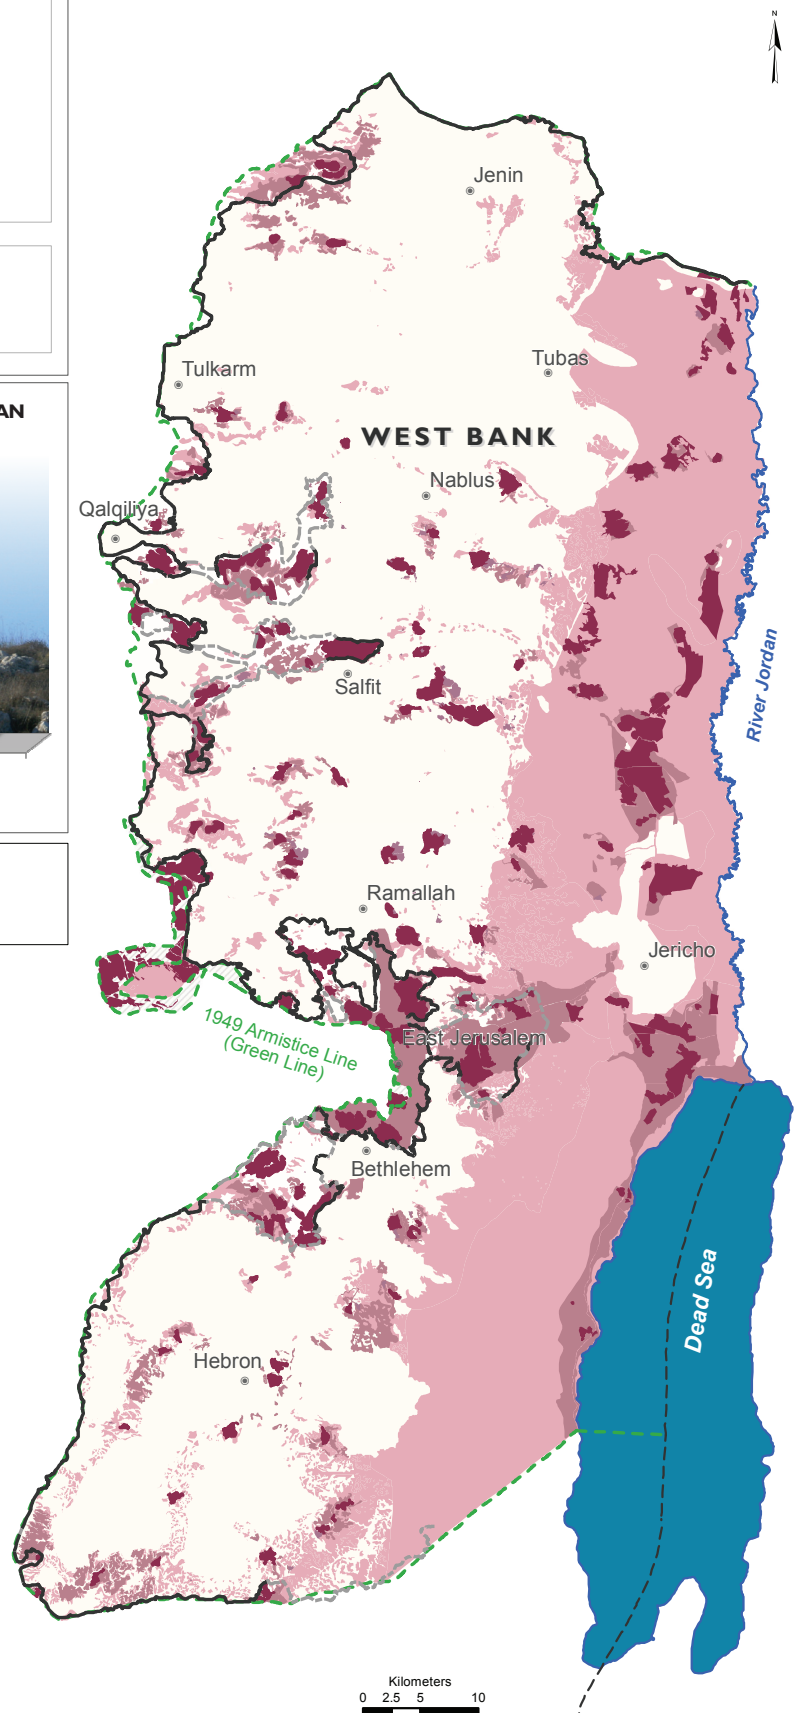 N
Jenin
Tulkarm
Tubas
AN
WEST BANK
Nablus
Qalqiliya
River Jordan
Salfit
Ramallah
Jericho
1949 Armistice Line
(Green Line)
East Jerusalem
Bethlehem
Dead Sea
Hebron
Kilometers
0 2.5 5 10